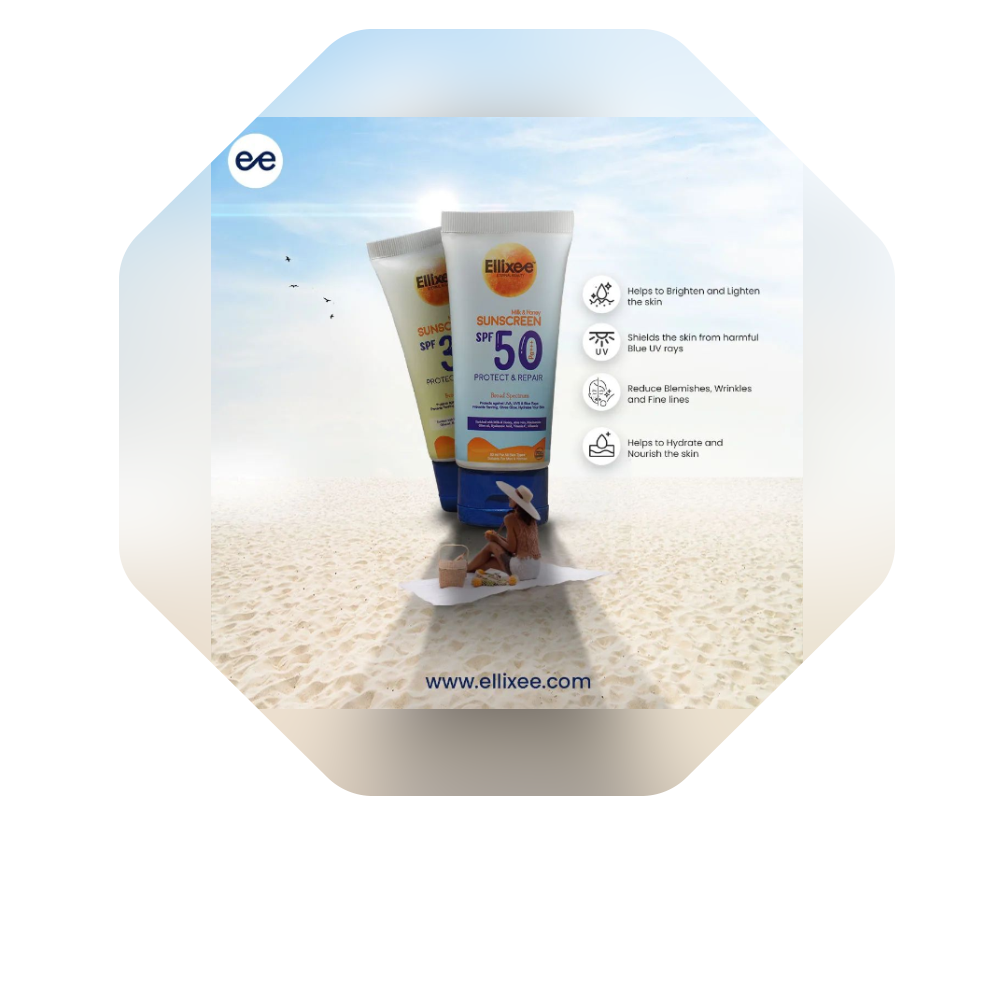 eve
Ellixee
SUNSC
SPF 3
Ellixee
Milk & Honey
SUNSCREEN
SPF 50
PROTECT & REPAIR
Broad Spectrum
Helps to Brighten and Lighten
the skin
Shields the skin from harmful
Blue UV rays
UV
Reduce Blemishes, Wrinkles
and Fine lines
Helps to Hydrate and
Nourish the skin
www.ellixee.com